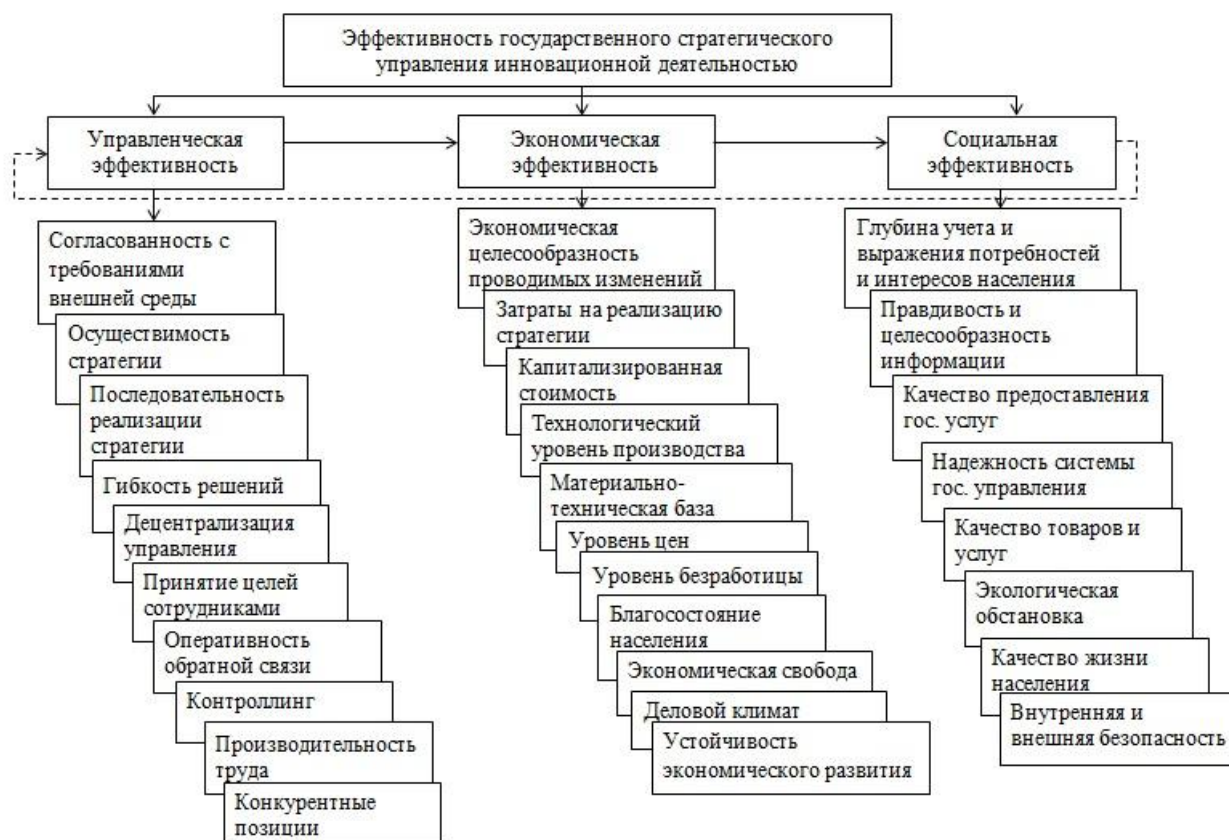 Эффективность государственного стратегического
управления инновационной деятельностью
Управленческая
эффективность
Экономическая
эффективность
Социальная
эффективность
Согласованность с
требованиями
внешней среды
Осуществимость
стратегии
Последовательность
реализации
стратегии
Гибкость решений
Децентрализация
управления
Принятие целей
сотрудниками
Оперативность
обратной связи
Контроллинг
Производительность
труда
Конкурентные
позиции
Экономическая
целесообразность
проводимых изменений
Затраты на реализацию
стратегии
Капитализированная
стоимость
Технологический
уровень производства
Материально-
техническая база
Уровень цен
Уровень безработицы
Благосостояние
населения
Экономическая свобода
Деловой климат
Устойчивость
экономического развития
Глубина учета и
выражения потребностей
и интересов населения
Правдивость и
целесообразность
информации
Качество предоставления
гос. услуг
Надежность системы
гос. управления
Качество товаров и
услуг
Экологическая
обстановка
Качество жизни
населения
Внутренняя и
внешняя безопасность